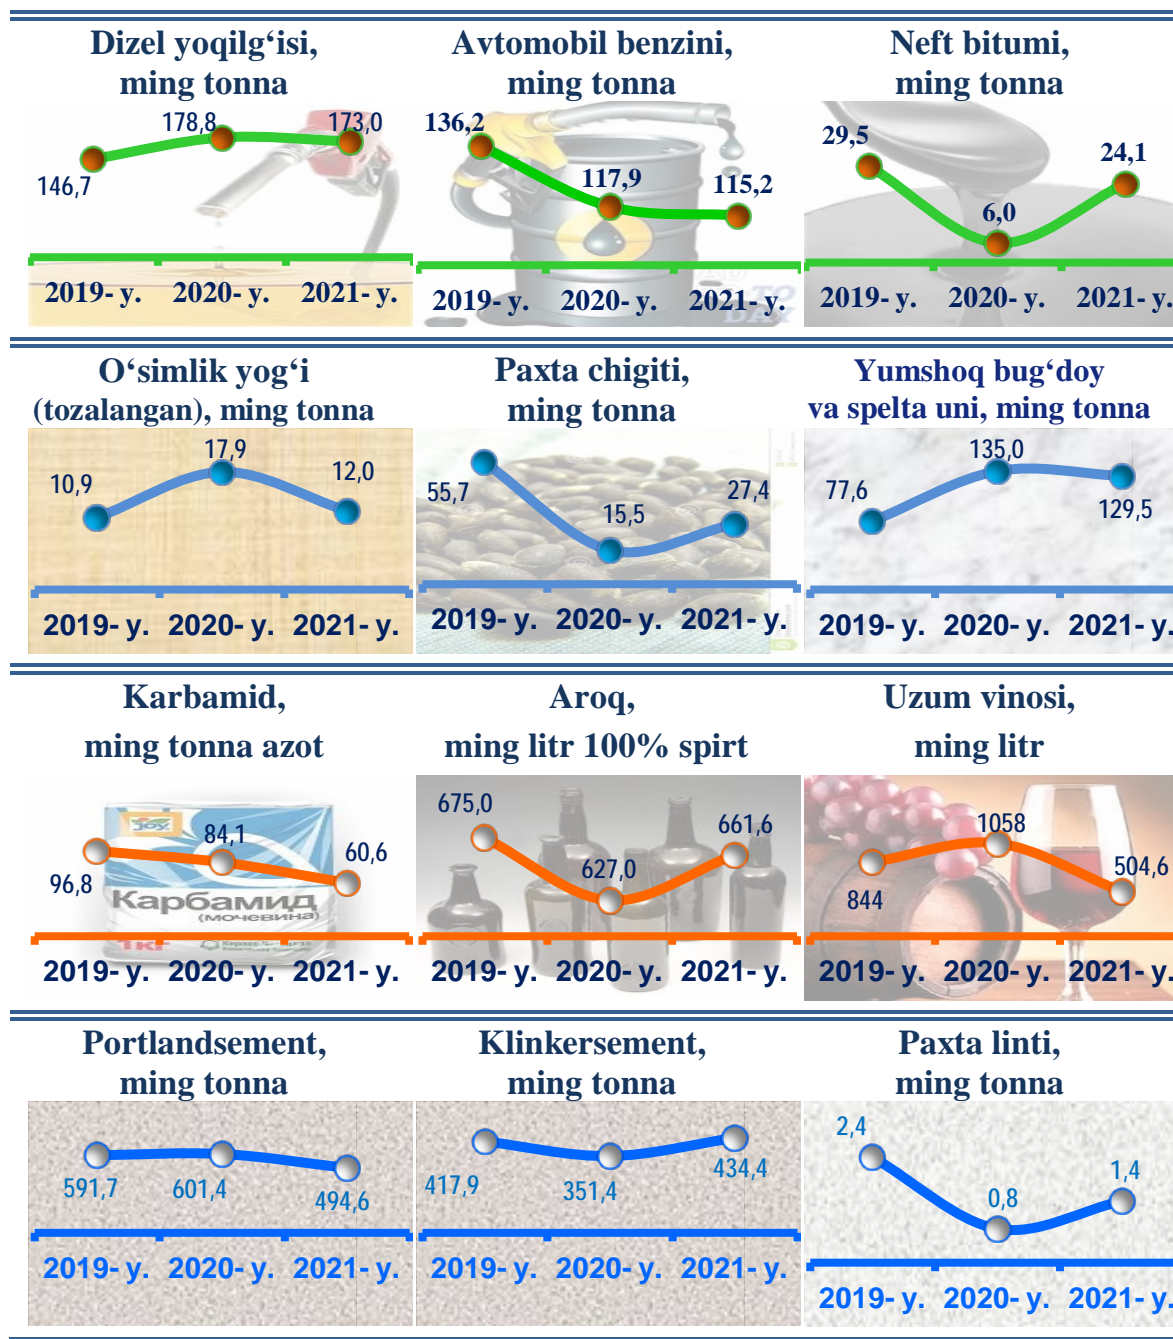 Dizel yoqilg‘isi,
ming tonna
146,7
178,8
173,0
2019- y. 2020- y. 2021- y.
Avtomobil benzini,
ming tonna
136,2
117,9
115,2
2019- y. 2020- y. 2021- y.
Neft bitumi,
ming tonna
29,5
6,0
24,1
2019- y. 2020- y. 2021- y.
O‘simlik yog‘i
(tozalangan), ming tonna
10,9
17,9
12,0
2019- y. 2020- y. 2021- y.
Paxta chigiti,
ming tonna
55,7
15,5
27,4
2019- y. 2020- y. 2021- y.
Yumshoq bug‘doy
va spelta uni, ming tonna
77,6
135,0
129,5
2019- y. 2020- y. 2021- y.
Karbamid,
ming tonna azot
96,8
84,1
60,6
JOY
Карбамид
(мочевина)
1кг
2019- y. 2020- y. 2021- y.
Aroq,
ming litr 100% spirt
675,0
627,0
661,6
2019- y. 2020- y. 2021- y.
Uzum vinosi,
ming litr
844
1058
504,6
2019- y. 2020- y. 2021- y.
Portlandsement,
ming tonna
591,7
601,4
494,6
2019- y. 2020- y. 2021- y.
Klinkersement,
ming tonna
417,9
351,4
434,4
2019- y. 2020- y. 2021- y.
Paxta linti,
ming tonna
2,4
0,8
1,4
2019- y. 2020- y. 2021- y.